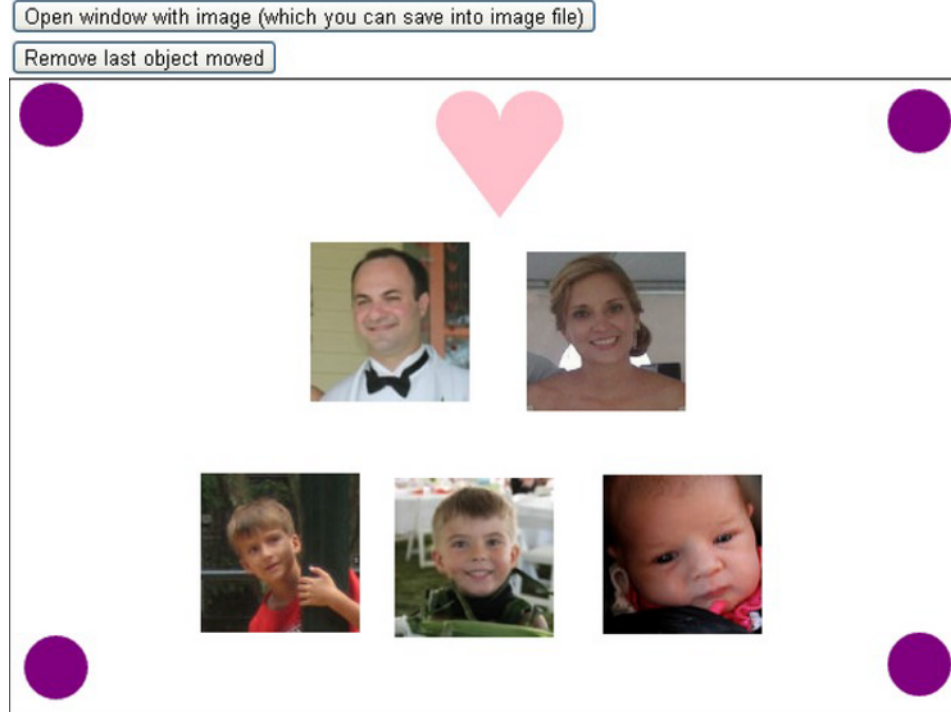 Open window with image (which you can save into image file)
Remove last object moved